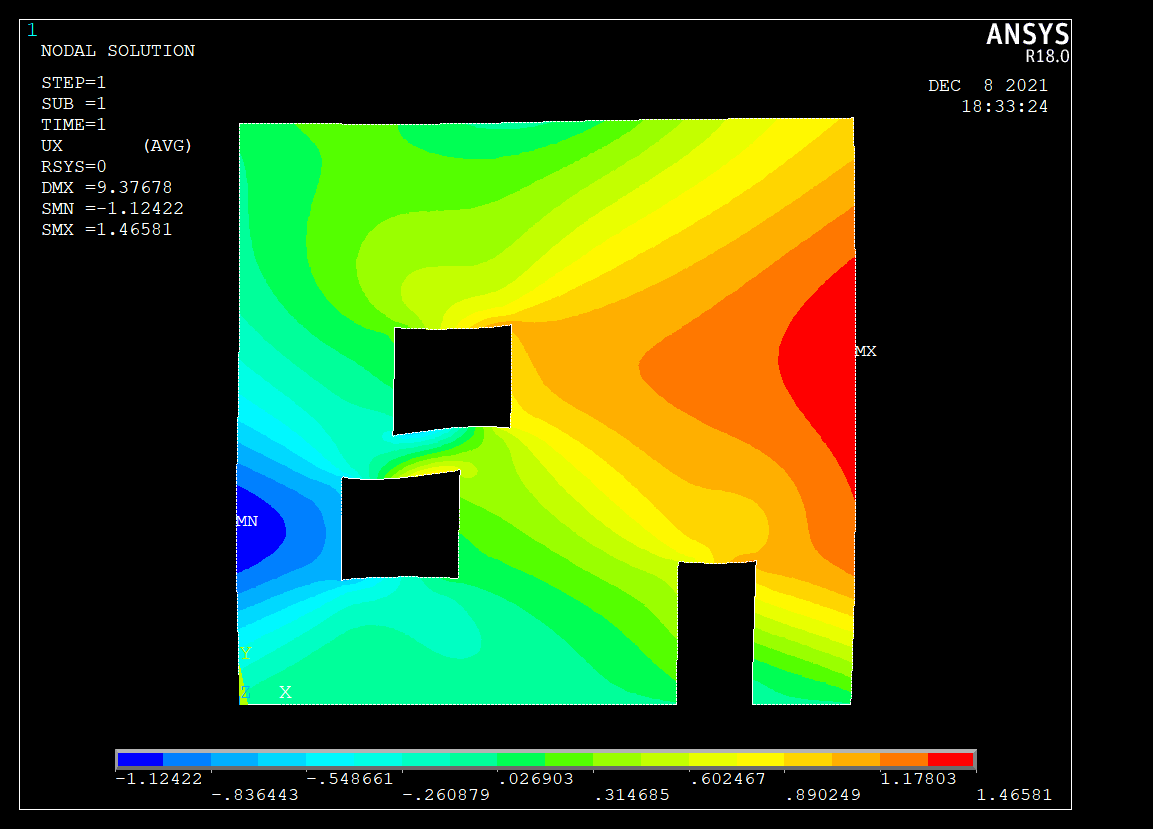 1
ANSYS
R18.0
NODAL SOLUTION
STEP=1
SUB =1
TIME=1
UX (AVG)
RSYS=0
DMX =9.37678
SMN =-1.12422
SMX =1.46581
DEC 8 2021
18:33:24
MX
MN
Y
Z X
-1.12422 -.548661 .026903 .602467 1.17803
-.836443 -.260879 .314685 .890249 1.46581